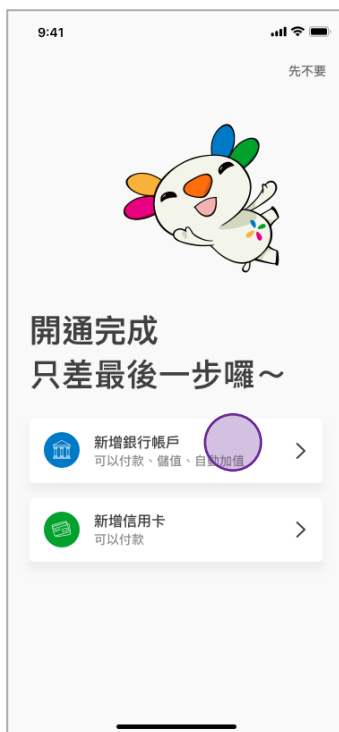 9:41
先不要
開通完成
只差最後一步囉～
新增銀行帳戶
可以付款、儲值、自動加值
新增信用卡
可以付款